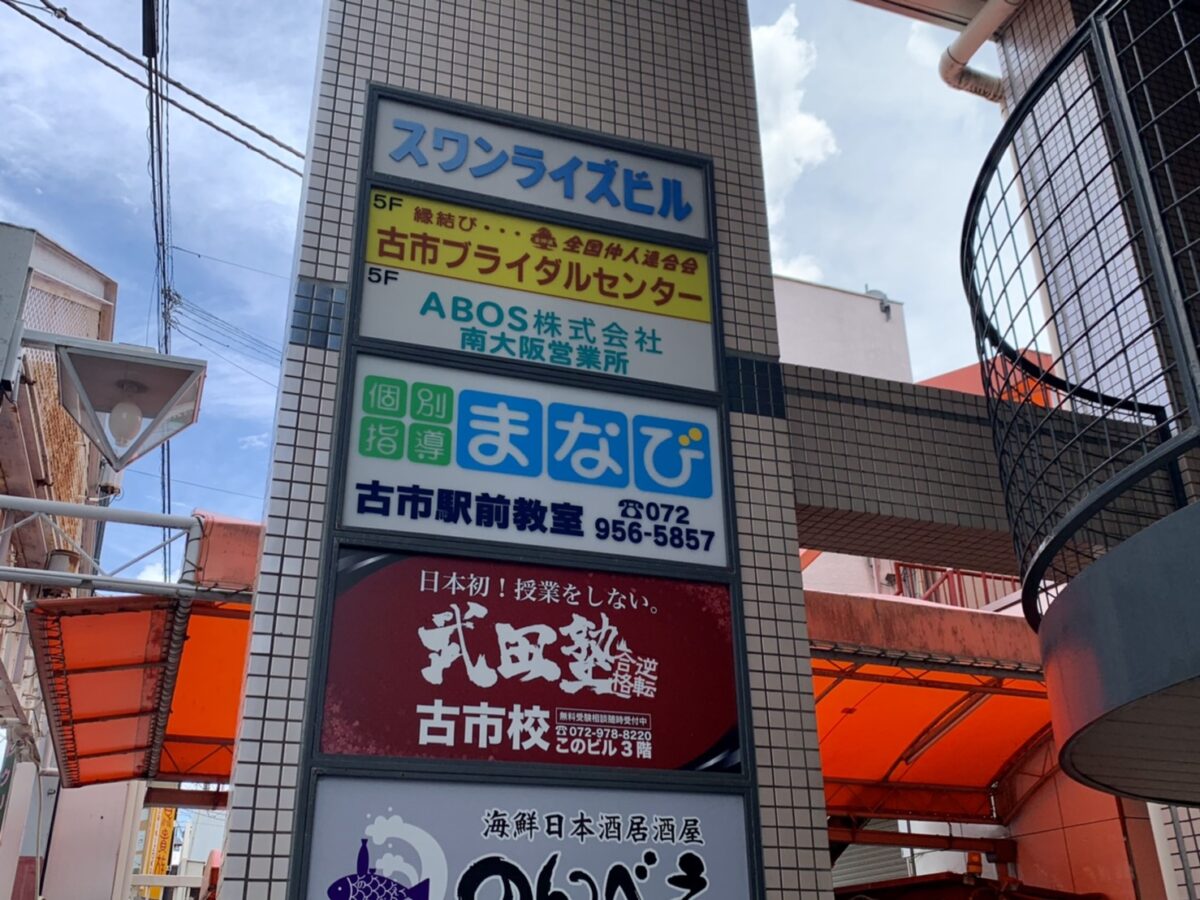 スワンライズビル
5F
縁結び・・・ 全国仲人連合会
古市ブライダルセンター
5F
ABOS株式会社
南大阪営業所
個別
指導
まなび
古市駅前教室 ☎072
956-5857
日本初！授業をしない。
武田塾
逆転
合格
古市校
無料受験相談随時受付中
☎072-978-8220
このビル3階
海鮮日本酒居酒屋
のんべえ